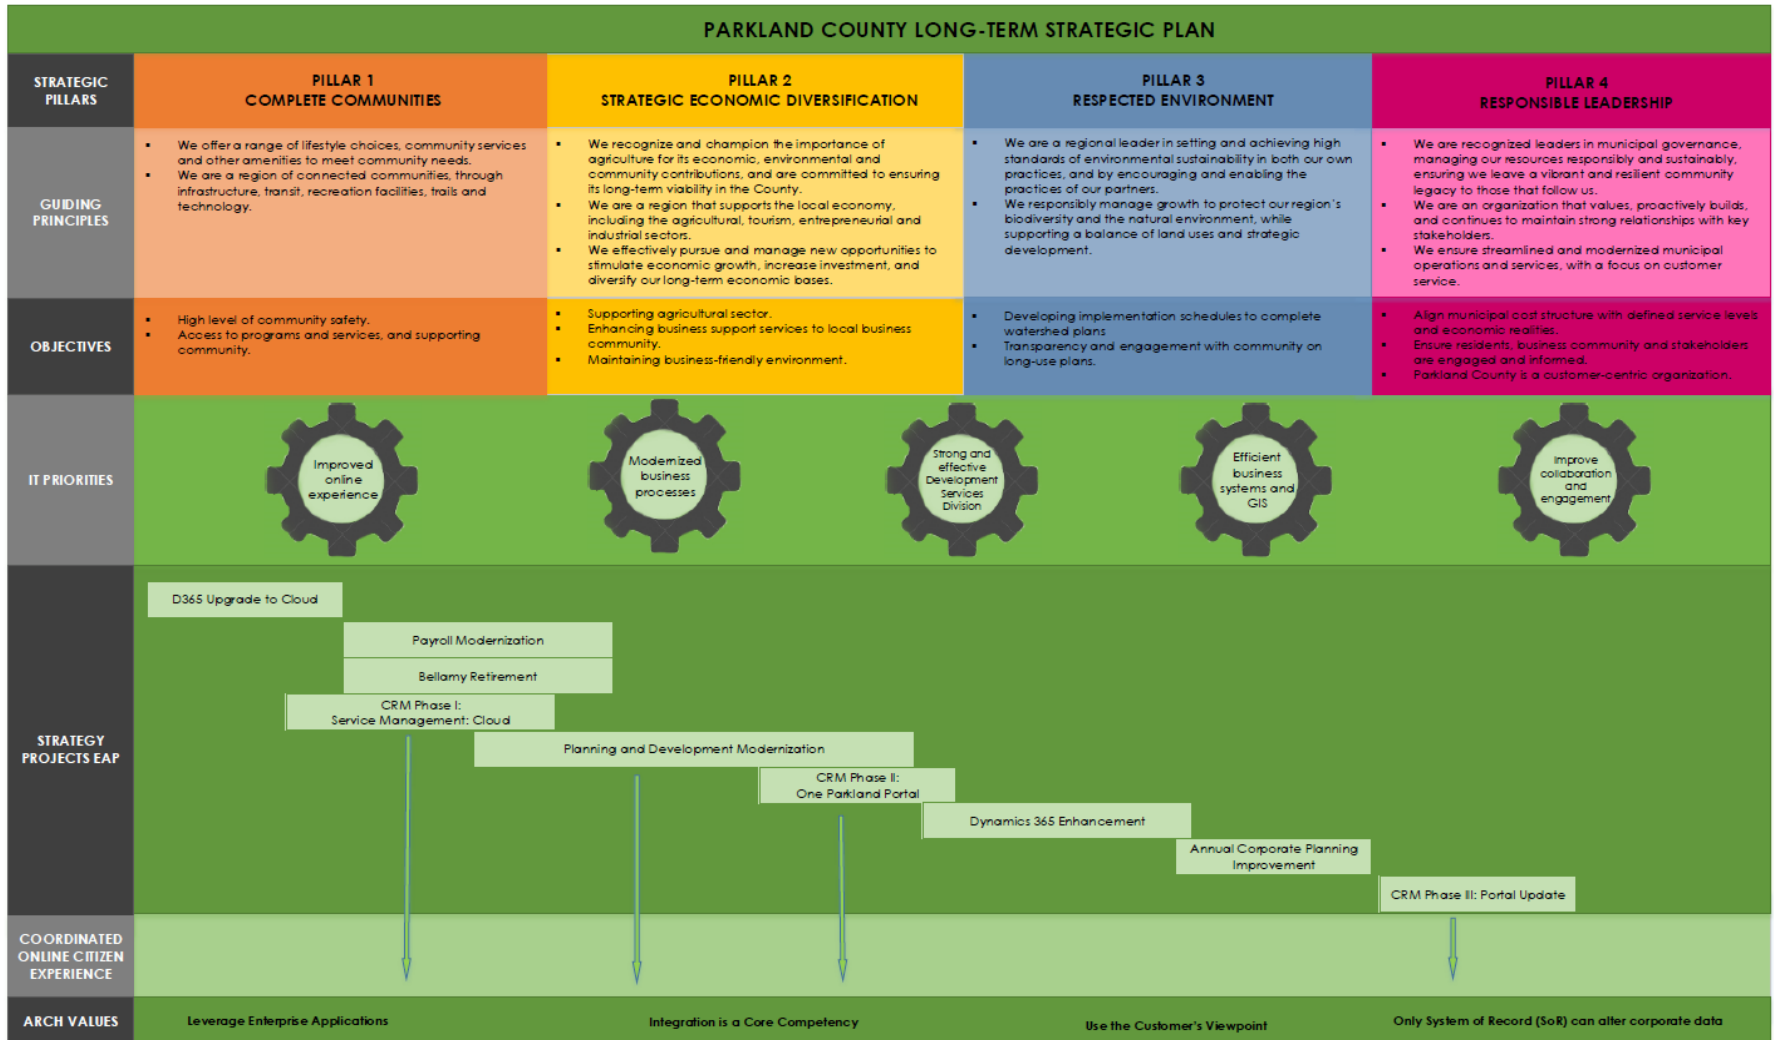 PARKLAND COUNTY LONG-TERM STRATEGIC PLAN
STRATEGIC
PILLARS
PILLAR 1
COMPLETE COMMUNITIES
PILLAR 2
STRATEGIC ECONOMIC DIVERSIFICATION
PILLAR 3
RESPECTED ENVIRONMENT
PILLAR 4
RESPONSIBLE LEADERSHIP
GUIDING
PRINCIPLES
▪ We offer a range of lifestyle choices, community services
and other amenities to meet community needs.
▪ We are a region of connected communities, through
infrastructure, transit, recreation facilities, trails and
technology.
▪ We recognize and champion the importance of
agriculture for its economic, environmental and
community contributions, and are committed to ensuring
its long-term viability in the County.
▪ We are a region that supports the local economy,
including the agricultural, tourism, entrepreneurial and
industrial sectors.
▪ We effectively pursue and manage new opportunities to
stimulate economic growth, increase investment, and
diversify our long-term economic bases.
▪ We are a regional leader in setting and achieving high
standards of environmental sustainability in both our own
practices, and by encouraging and enabling the
practices of our partners.
▪ We responsibly manage growth to protect our region's
biodiversity and the natural environment, while
supporting a balance of land uses and strategic
development.
▪ We are recognized leaders in municipal governance,
managing our resources responsibly and sustainably,
ensuring we leave a vibrant and resilient community
legacy to those that follow us.
▪ We are an organization that values, proactively builds,
and continues to maintain strong relationships with key
stakeholders.
▪ We ensure streamlined and modernized municipal
operations and services, with a focus on customer
service.
OBJECTIVES
▪ High level of community safety.
▪ Access to programs and services, and supporting
community.
▪ Supporting agricultural sector.
▪ Enhancing business support services to local business
community.
▪ Maintaining business-friendly environment.
▪ Developing implementation schedules to complete
watershed plans
▪ Transparency and engagement with community on
long-use plans.
▪ Align municipal cost structure with defined service levels
and economic realities.
▪ Ensure residents, business community and stakeholders
are engaged and informed.
▪ Parkland County is a customer-centric organization.
IT PRIORITIES
Improved
online
experience
Modernized
business
processes
Strong and
effective
Development
Services
Division
Efficient
business
systems and
GIS
Improve
collaboration
and
engagement
STRATEGY
PROJECTS EAP
D365 Upgrade to Cloud
Payroll Modernization
Bellamy Retirement
CRM Phase I:
Service Management: Cloud
Planning and Development Modernization
CRM Phase II:
One Parkland Portal
Dynamics 365 Enhancement
Annual Corporate Planning
Improvement
CRM Phase III: Portal Update
COORDINATED
ONLINE CITIZEN
EXPERIENCE
ARCH VALUES
Leverage Enterprise Applications
Integration is a Core Competency
Use the Customer's Viewpoint
Only System of Record (SoR) can alter corporate data